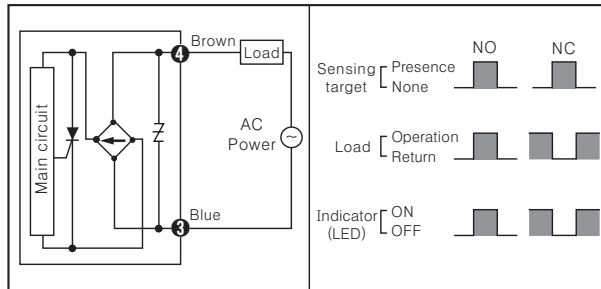 Main circuit
4
Brown
Load
AC
Power
~
3
Blue
NO NC
Sensing target
Presence
None
Load
Operation
Return
Indicator
(LED)
ON
OFF